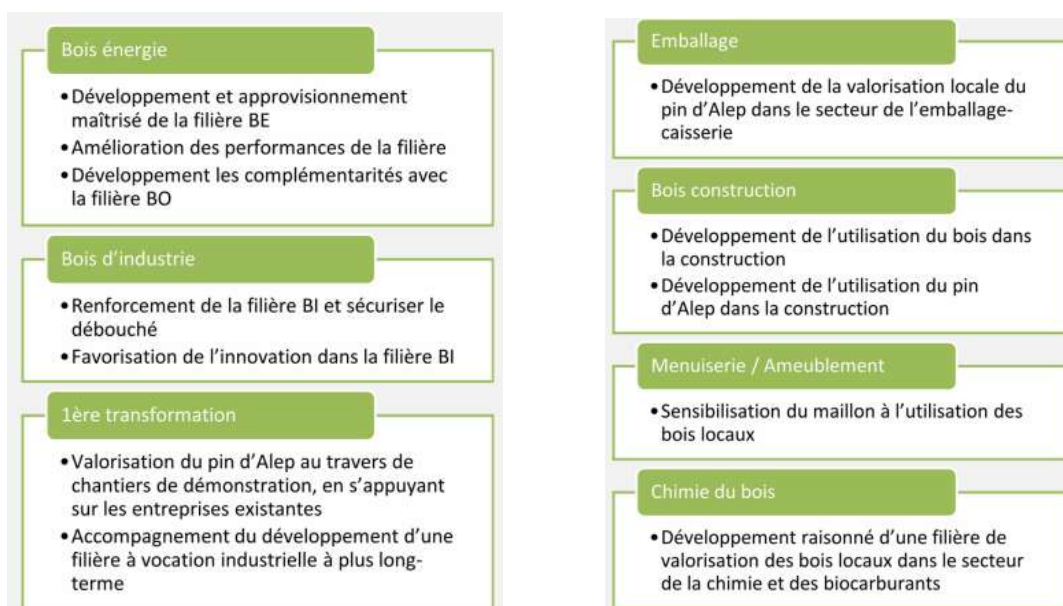 Bois énergie
•Développement et approvisionnement
maîtrisé de la filière BE
•Amélioration des performances de la filière
•Développement les complémentarités avec
la filière BO
Bois d'industrie
•Renforcement de la filière BI et sécuriser le
débouché
•Favorisation de l'innovation dans la filière BI
1ère transformation
•Valorisation du pin d'Alep au travers de
chantiers de démonstration, en s'appuyant
sur les entreprises existantes
•Accompagnement du développement d'une
filière à vocation industrielle à plus long-
terme
Emballage
•Développement de la valorisation locale du
pin d'Alep dans le secteur de l'emballage-
caisserie
Bois construction
•Développement de l'utilisation du bois dans
la construction
•Développement de l'utilisation du pin
d'Alep dans la construction
Menuiserie / Ameublement
•Sensibilisation du maillon à l'utilisation des
bois locaux
Chimie du bois
•Développement raisonné d'une filière de
valorisation des bois locaux dans le secteur
de la chimie et des biocarburants